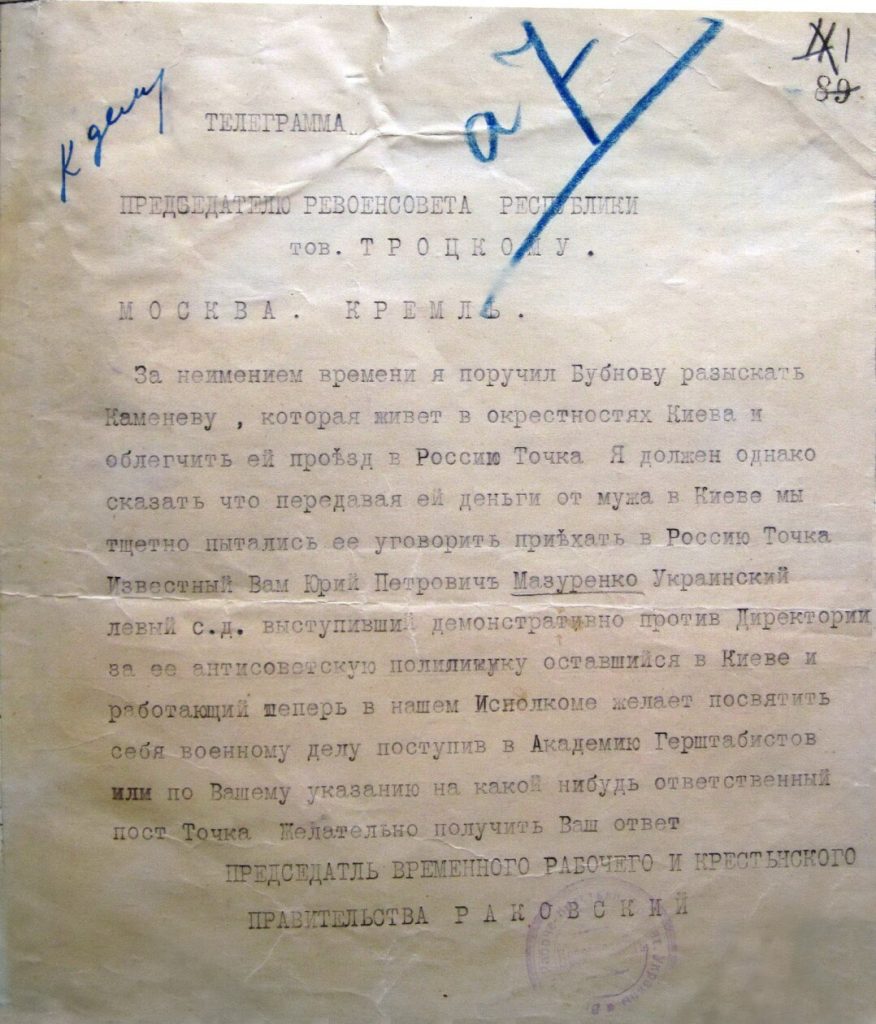 К делу
89
ТЕЛЕГРАММА
ПРЕДСЕДАТЕЛЮ РЕВОЕНСОВЕТА РЕСПУБЛИКИ
тов. ТРОЦКОМУ.
МОСКВА. КРЕМЛЬ.
За неимением времени я поручил Бубнову разыскать
Каменеву , которая живет в окрестностях Киева и
облегчить ей проѣзд в Россию Точка Я должен однако
сказать что передавая ей деньги от мужа в Киеве мы
тщетно пытались ее уговорить приѣхать в Россию Точка
Известный Вам Юрий Петровичъ Мазуренко Украинский
левый с.д. выступивший демонстративно против Директории
за ее антисоветскую оставшийся в Киеве и
работающий теперь в нашем Исполкоме желает посвятить
себя военному делу поступив в Академию Герштабистов
или по Вашему указанию на какой нибудь ответственный
пост Точка Желательно получить Ваш ответ
ПРЕДСЕДАТЛЬ ВРЕМЕННОГО РАБОЧЕГО И КРЕСТЬЧСКОГО
ПРАВИТЕЛЬСТВА РАКОВСКИЙ